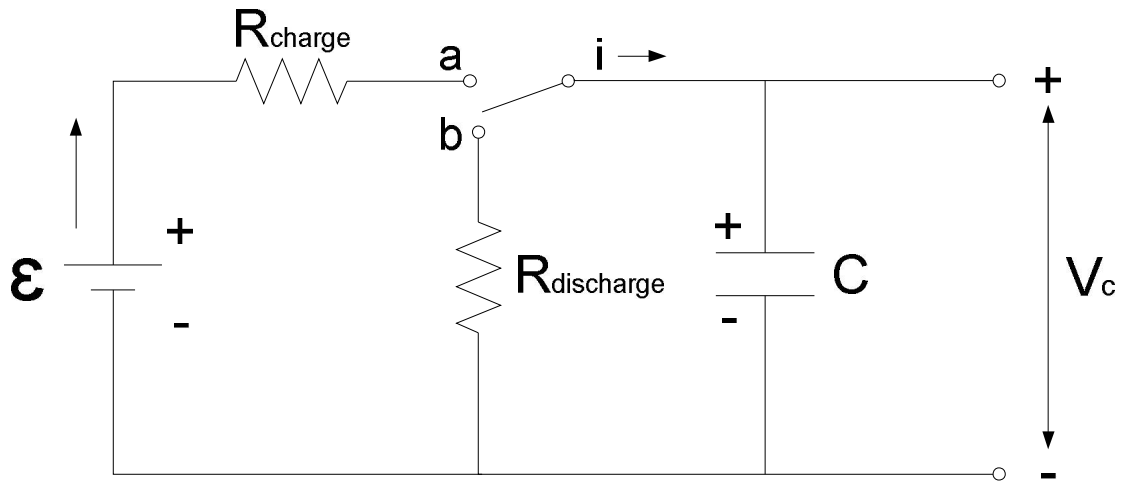 Rcharge
a
i
+
b
+
ε
-
Rdischarge
+
-
C
Vc
-